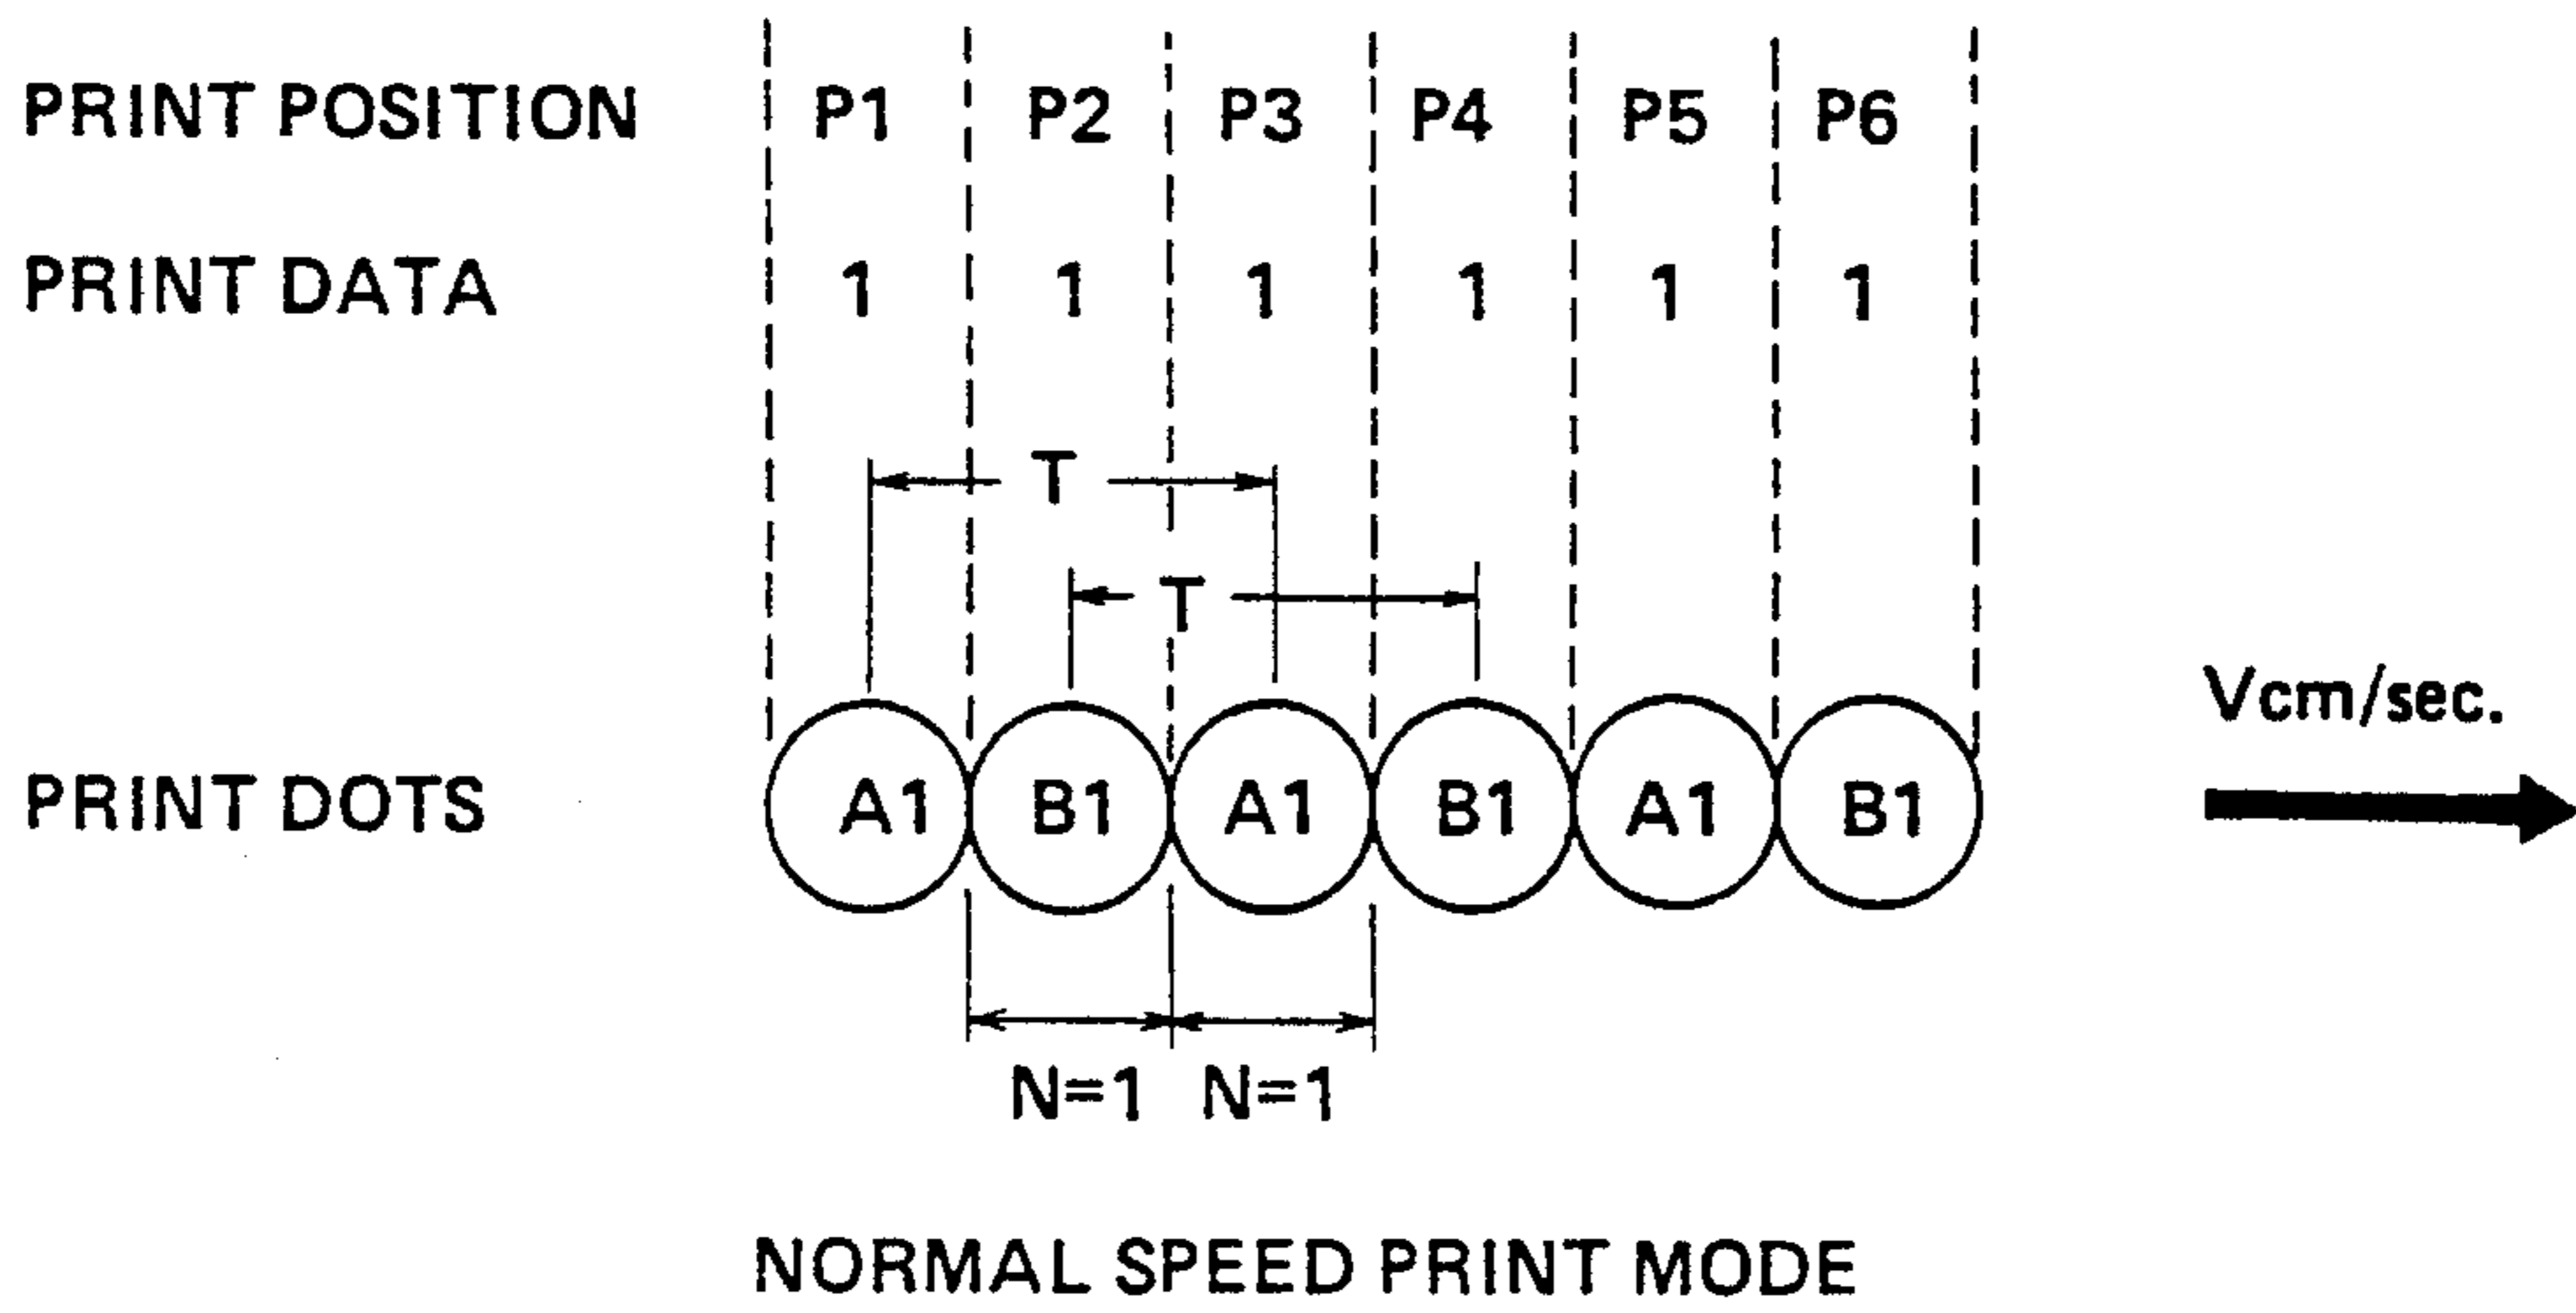 PRINT POSITION P1 P2 P3 P4 P5 P6
PRINT DATA 1 1 1 1 1 1
T
T
Vcm/sec.
PRINT DOTS A1 B1 A1 B1 A1 B1
N=1 N=1
NORMAL SPEED PRINT MODE